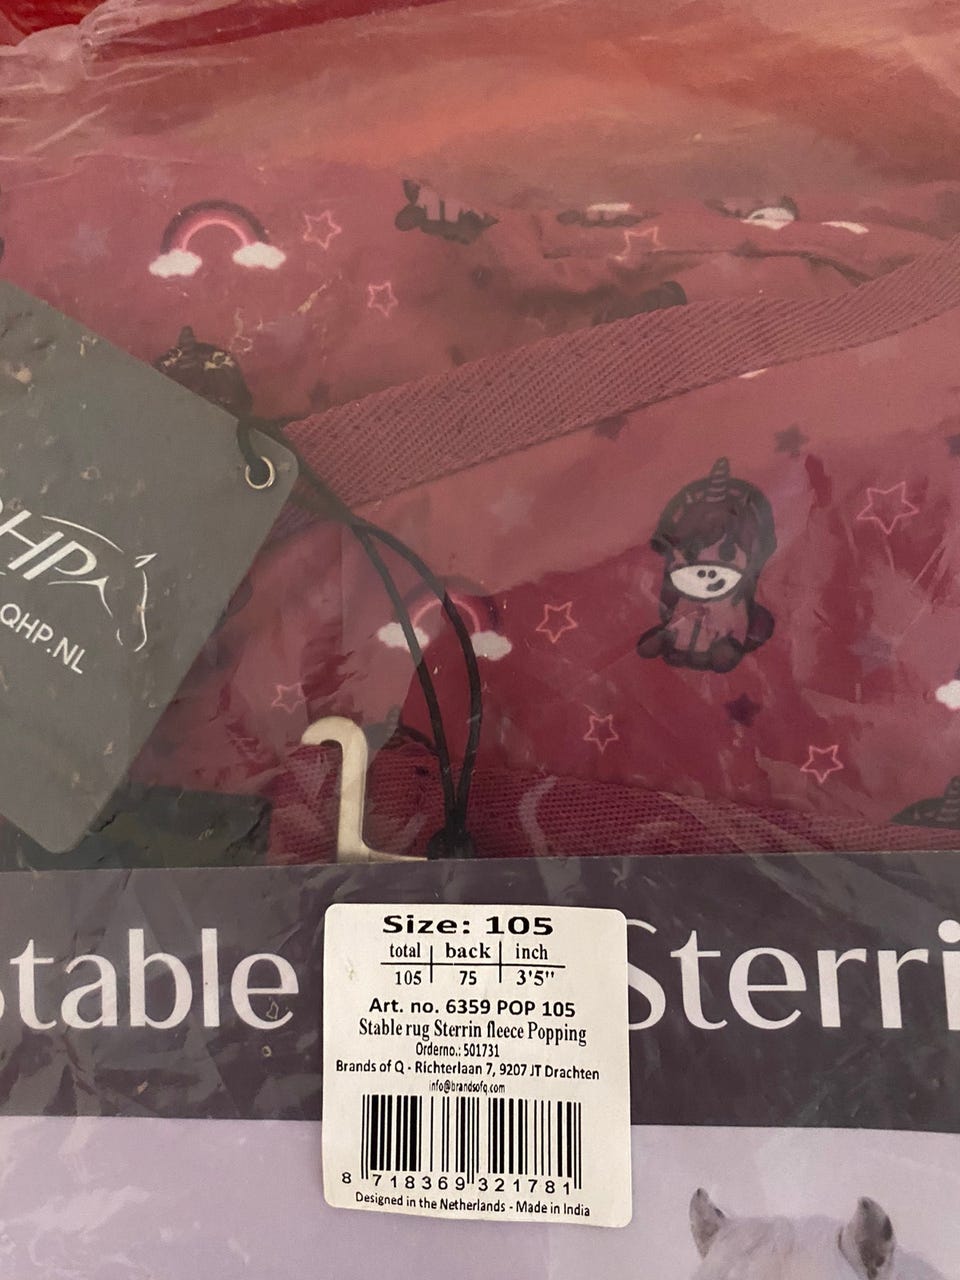 QHP
QHP.NL
Stable Sterri
Size: 105
total back inch
105 75 3'5"
Art. no. 6359 POP 105
Stable rug Sterrin fleece Popping
Orderno.: 501731
Brands of Q - Richterlaan 7, 9207 JT Drachten
info@brandsofq.com
8 718369 321781
Designed in the Netherlands - Made in India